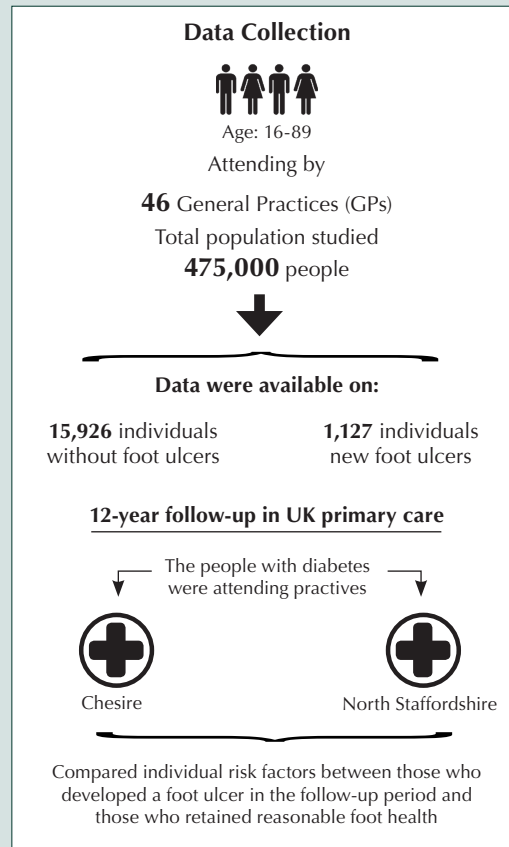 Data Collection
Age: 16-89
Attending by
46 General Practices (GPs)
Total population studied
475,000 people
Data were available on:
15,926 individuals
without foot ulcers
1,127 individuals
new foot ulcers
12-year follow-up in UK primary care
The people with diabetes
were attending practives
Chesire
North Staffordshire
Compared individual risk factors between those who
developed a foot ulcer in the follow-up period and
those who retained reasonable foot health